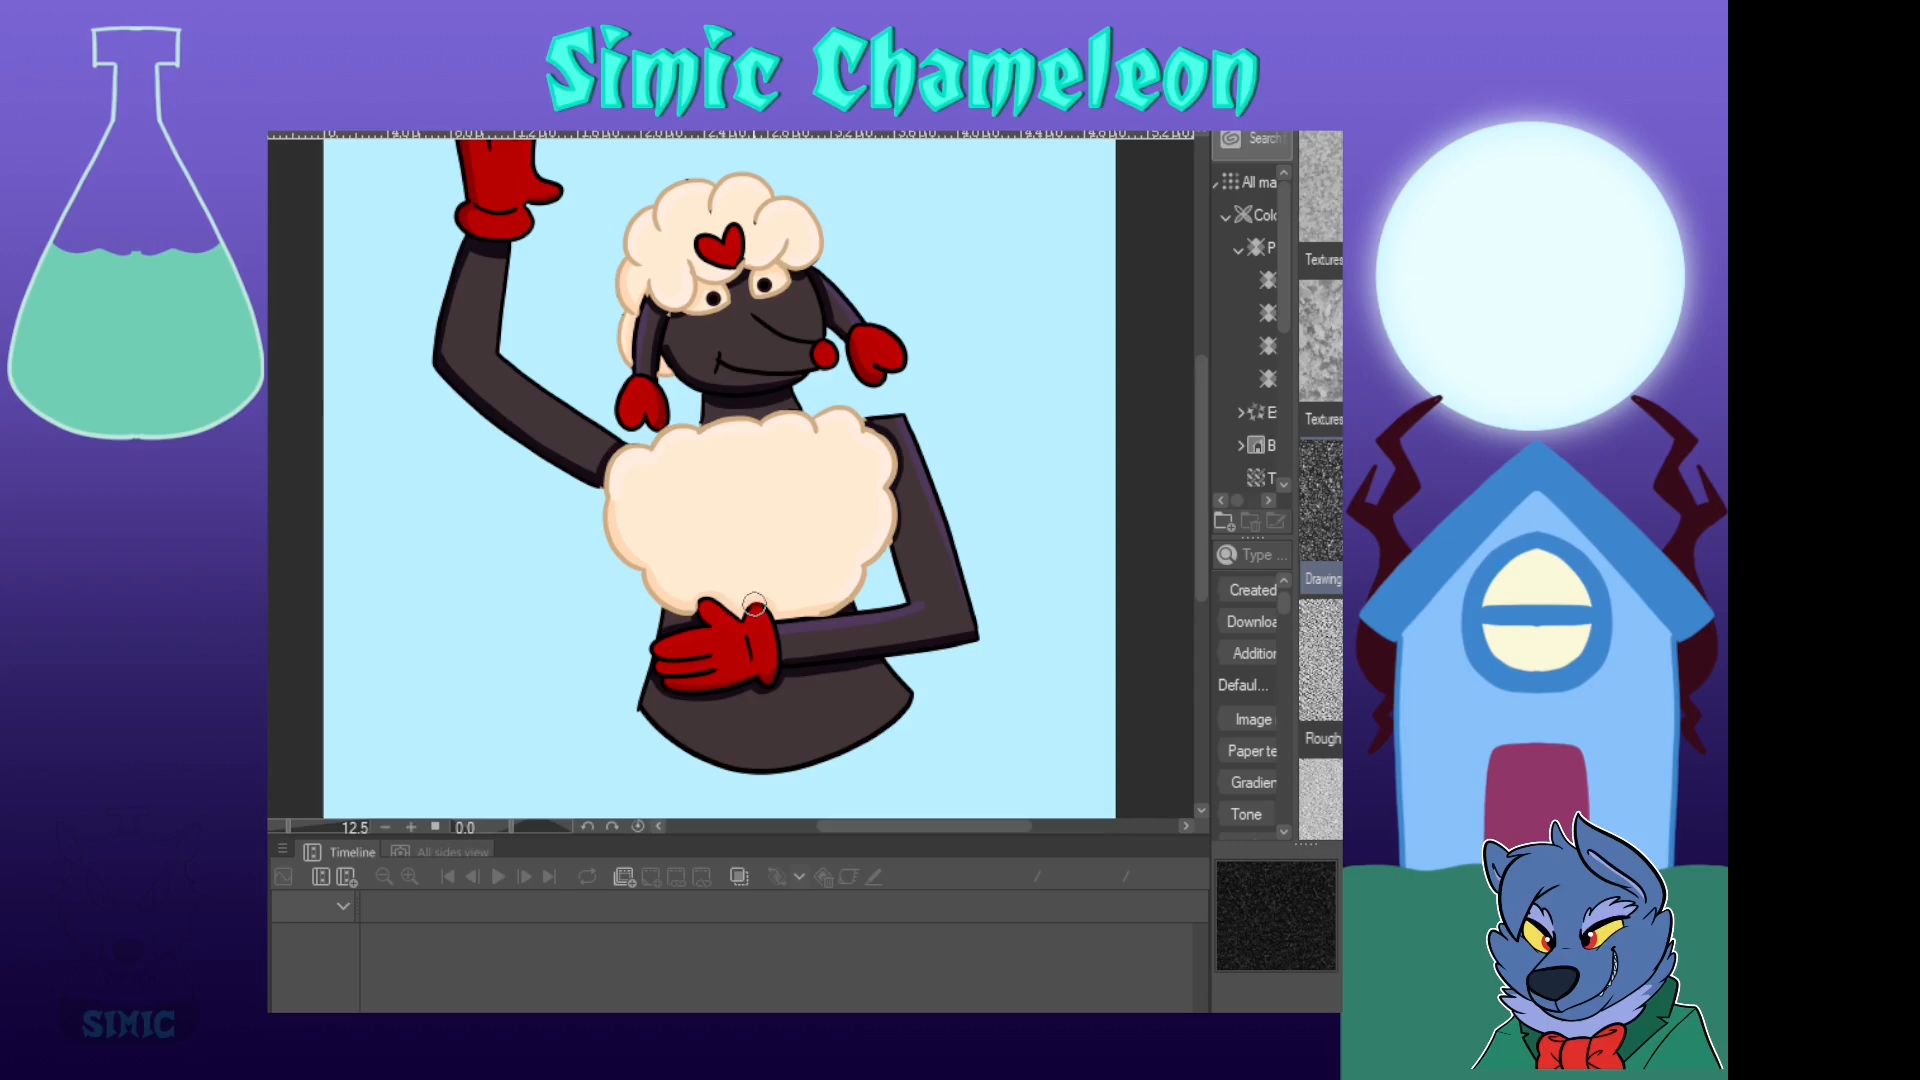 Simic Chameleon
Search
All ma
Colo
P
E
B
T
Textures
Textures
Drawing
Rough
Type ...
Created
Downloa
Addition
Defaul...
Image
Paper te
Gradien
Tone
12.5
0.0
Timeline
All sides view
SIMIC